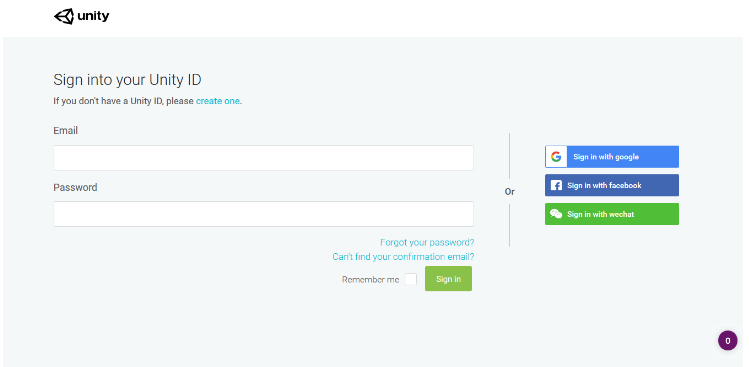 unity
Sign into your Unity ID
If you don't have a Unity ID, please create one.
Email
Password
Forgot your password?
Can't find your confirmation email?
Remember me
Sign in
Or
Sign in with google
Sign in with facebook
Sign in with wechat
0